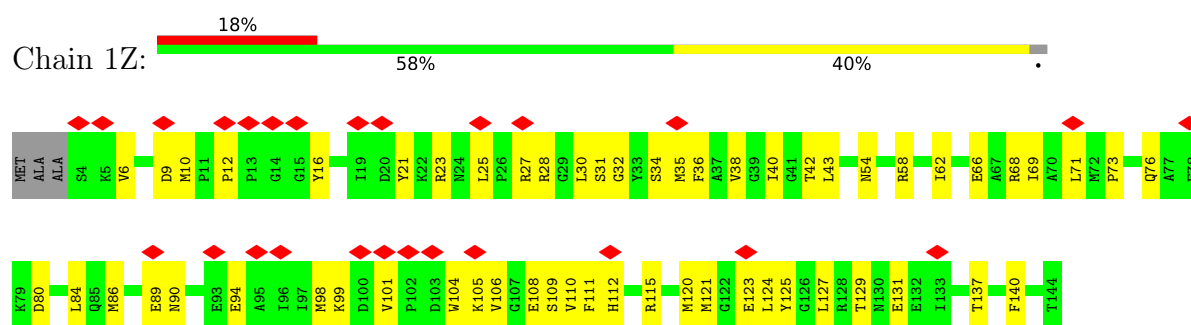 18%
Chain 1Z:
58% 40% •
MET ALA ALA S4 K5 V6 D9 M10 P11 P12 P13 G14 G15 Y16 I19 D20 Y21 K22 R23 N24 L25 P26 R27 R28 G29 L30 S31 G32 Y33 S34 M35 F36 A37 V38 G39 I40 G41 T42 L43 N54 R58 I62 E66 A67 R68 I69 A70 L71 M72 P73 Q76 A77
K79 D80 L84 Q85 M86 E89 N90 E93 E94 A95 I96 I97 M98 K99 D100 V101 P102 D103 W104 K105 V106 G107 E108 S109 V110 F111 H112 R115 M120 M121 G122 E123 L124 Y125 G126 L127 R128 T129 N130 E131 E132 I133 T137 F140 T144